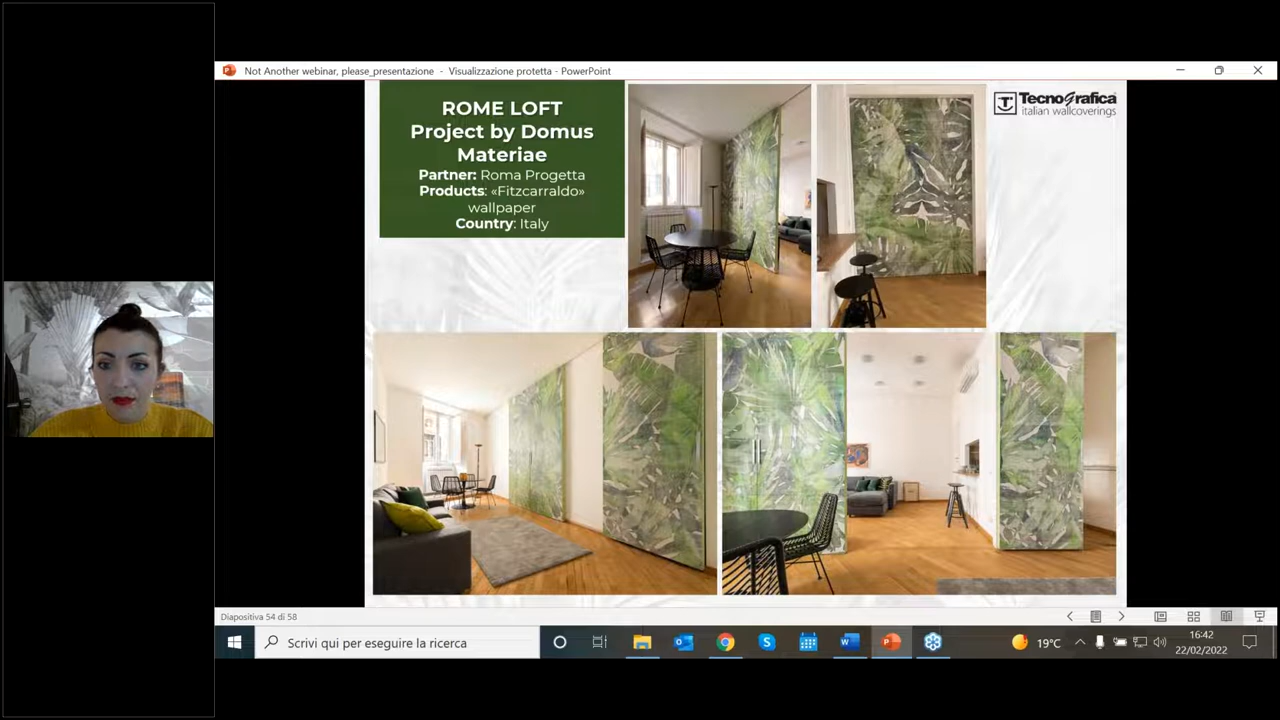 Not Another webinar, please_presentazione - Visualizzazione protetta - PowerPoint
ROME LOFT
Project by Domus
Materiae
Partner: Roma Progetta
Products: «Fitzcarraldo»
wallpaper
Country: Italy
Tecnografica
italian wallcoverings
Diapositiva 54 di 58
Scrivi qui per eseguire la ricerca
19°C
16:42
22/02/2022